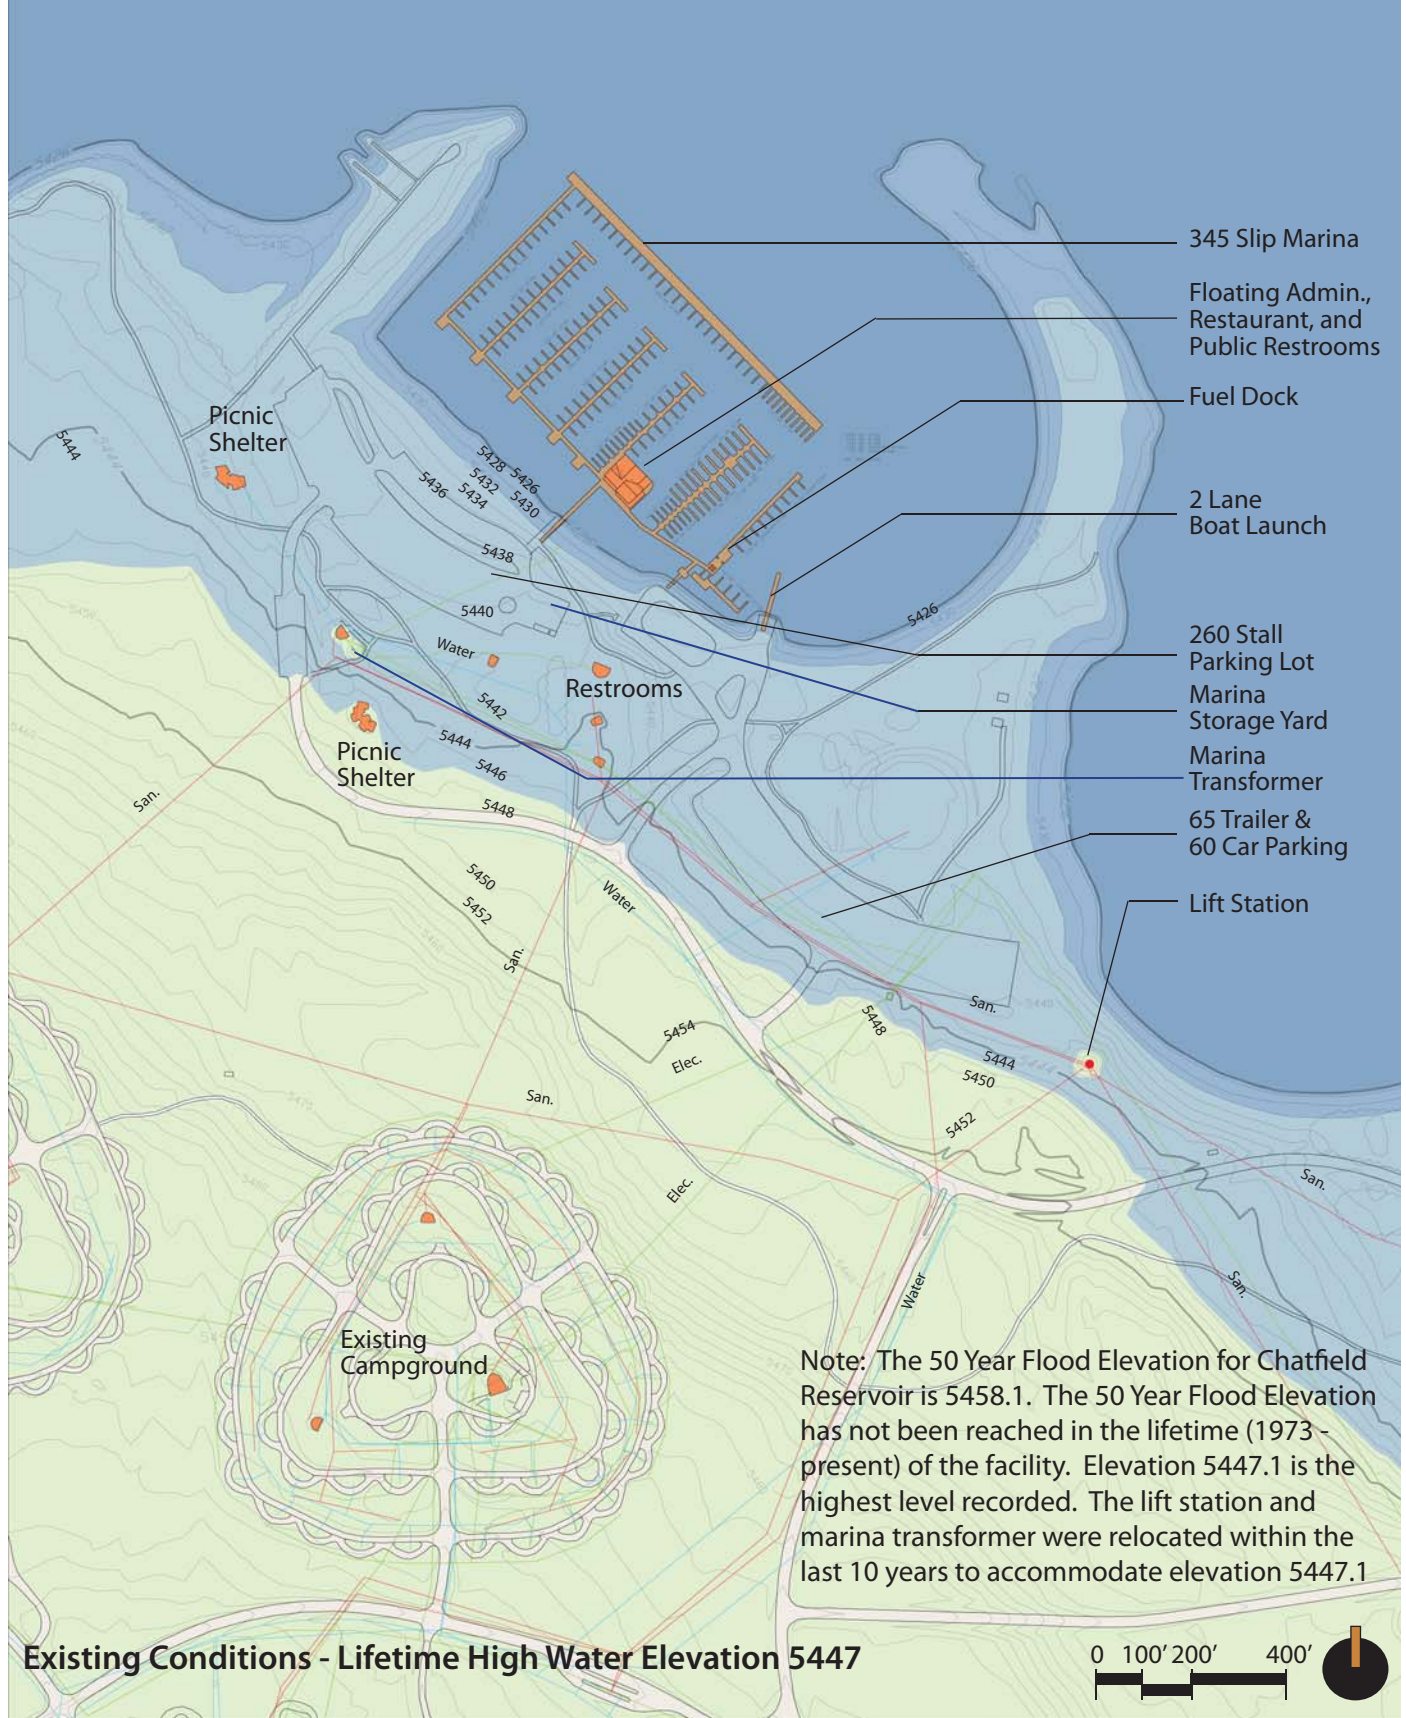 345 Slip Marina
Floating Admin.,
Restaurant, and
Public Restrooms
Fuel Dock
Picnic
Shelter
5444
5428
5426
5432
5436
5434
5430
2 Lane
Boat Launch
5438
5440
5426
260 Stall
Parking Lot
Water
Restrooms
Marina
Storage Yard
5442
5444
Picnic
Shelter
5446
Marina
Transformer
San.
5448
65 Trailer &
60 Car Parking
5450
Water
5452
Lift Station
San.
San.
5448
5454
Elec.
5444
5450
San.
5452
Elec.
San.
Water
San.
Existing
Campground
Note: The 50 Year Flood Elevation for Chatfield
Reservoir is 5458.1. The 50 Year Flood Elevation
has not been reached in the lifetime (1973 -
present) of the facility. Elevation 5447.1 is the
highest level recorded. The lift station and
marina transformer were relocated within the
last 10 years to accommodate elevation 5447.1
Existing Conditions - Lifetime High Water Elevation 5447
0 100' 200' 400'